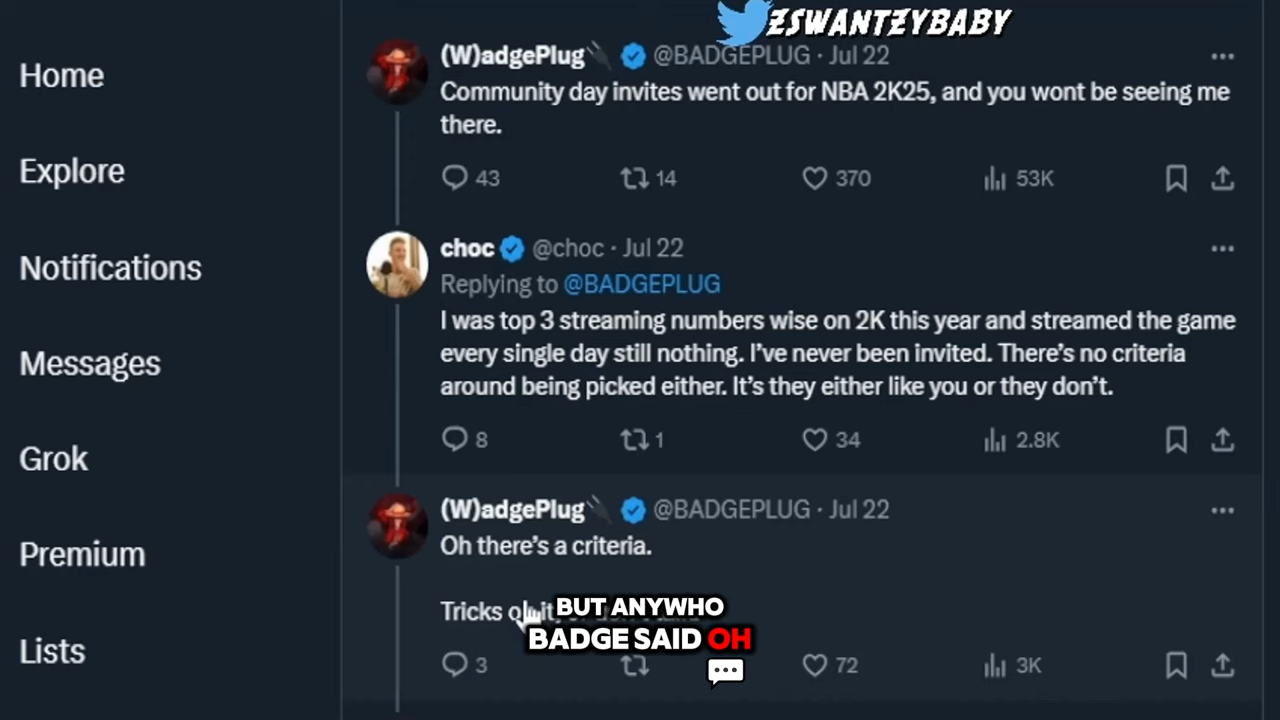 ZSWANTZYBABY
Home
Explore
Notifications
Messages
Grok
Premium
Lists
(W)adgePlug🔌 @BADGEPLUG · Jul 22
Community day invites went out for NBA 2K25, and you wont be seeing me
there.
43 14 370 53K
choc @choc · Jul 22
Replying to @BADGEPLUG
I was top 3 streaming numbers wise on 2K this year and streamed the game
every single day still nothing. I've never been invited. There's no criteria
around being picked either. It's they either like you or they don't.
8 1 34 2.8K
(W)adgePlug🔌 @BADGEPLUG · Jul 22
Oh there's a criteria.
Tricks
BUT ANYWHO
BADGE SAID OH
3 72 3K